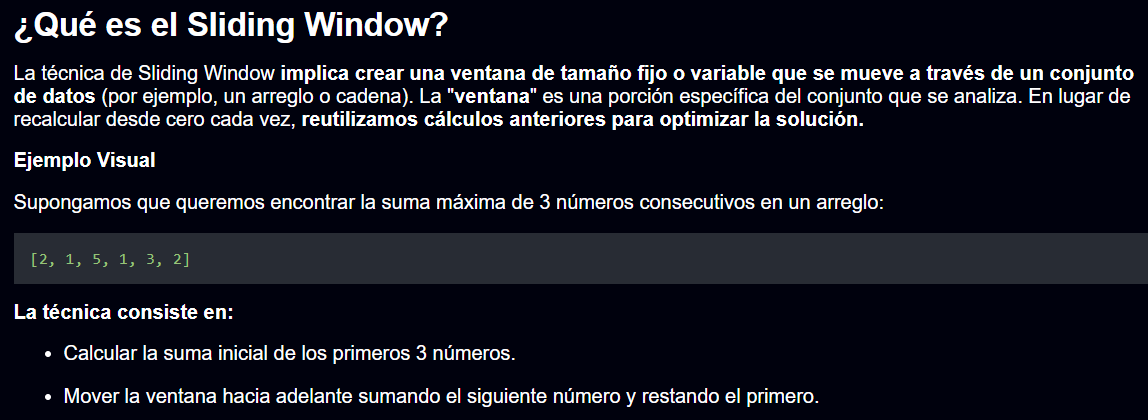 ¿Qué es el Sliding Window?
La técnica de Sliding Window implica crear una ventana de tamaño fijo o variable que se mueve a través de un conjunto
de datos (por ejemplo, un arreglo o cadena). La "ventana" es una porción específica del conjunto que se analiza. En lugar de
recalcular desde cero cada vez, reutilizamos cálculos anteriores para optimizar la solución.
Ejemplo Visual
Supongamos que queremos encontrar la suma máxima de 3 números consecutivos en un arreglo:
[2, 1, 5, 1, 3, 2]
La técnica consiste en:
• Calcular la suma inicial de los primeros 3 números.
• Mover la ventana hacia adelante sumando el siguiente número y restando el primero.